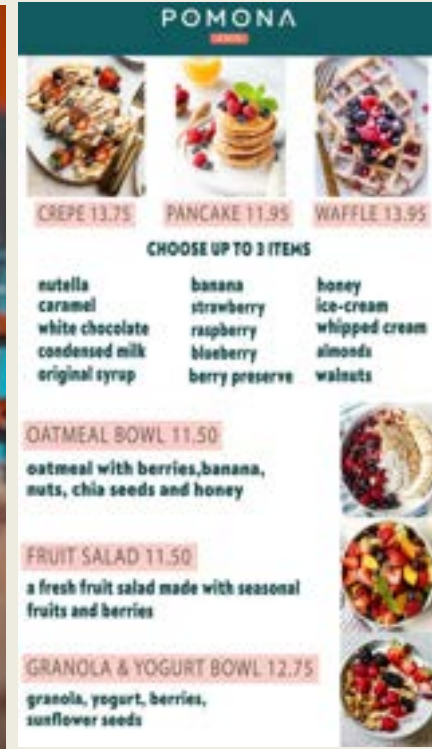 POMONA
CREPE 13.75 PANCAKE 11.95 WAFFLE 13.95
CHOOSE UP TO 3 ITEMS
nutella banana honey
caramel strawberry ice-cream
white chocolate raspberry whipped cream
condensed milk blueberry almonds
original syrup berry preserve walnuts
OATMEAL BOWL 11.50
oatmeal with berries,banana,
nuts, chia seeds and honey
FRUIT SALAD 11.50
a fresh fruit salad made with seasonal
fruits and berries
GRANOLA & YOGURT BOWL 12.75
granola, yogurt, berries,
sunflower seeds